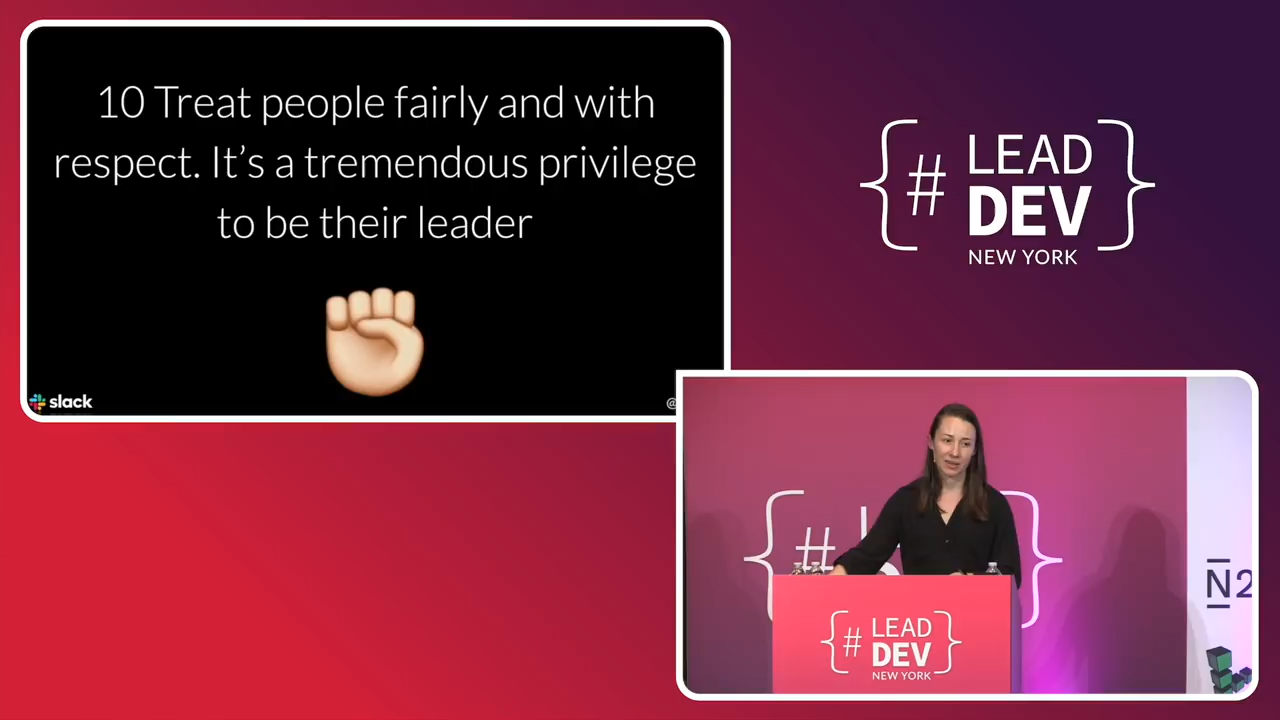 10 Treat people fairly and with
respect. It's a tremendous privilege
to be their leader
slack
@
{# LEAD
DEV}
NEW YORK
#
N2
{# LEAD
DEV}
NEW YORK